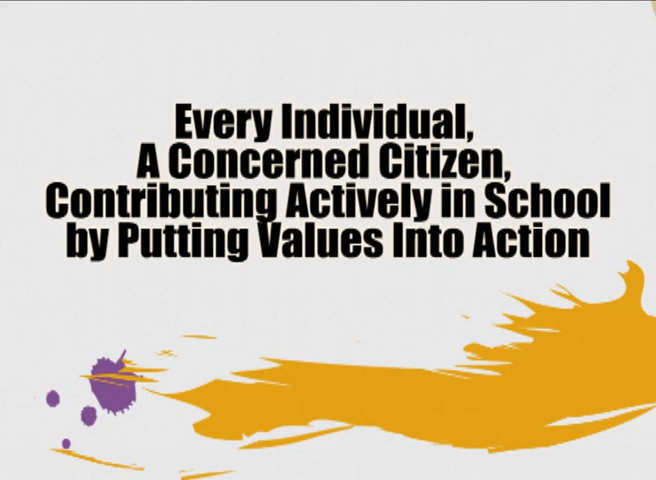 Every Individual,
A Concerned Citizen,
Contributing Actively in School
by Putting Values Into Action